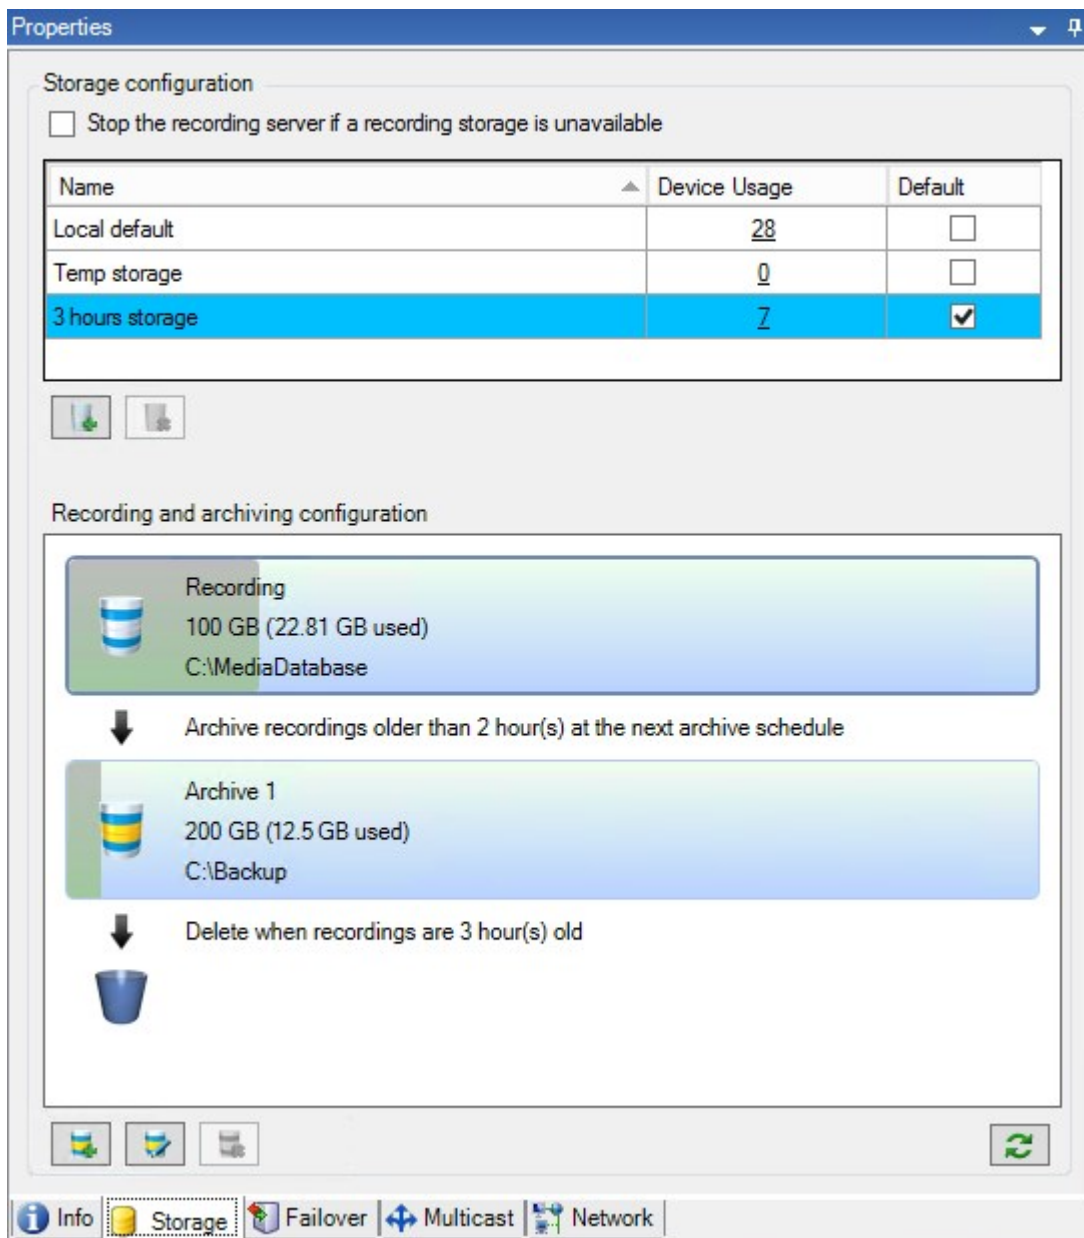 Properties
Storage configuration
Stop the recording server if a recording storage is unavailable
Name Device Usage Default
Local default 28
Temp storage 0
3 hours storage 7
Recording and archiving configuration
Recording
100 GB (22.81 GB used)
C:\MediaDatabase
Archive recordings older than 2 hour(s) at the next archive schedule
Archive 1
200 GB (12.5 GB used)
C:\Backup
Delete when recordings are 3 hour(s) old
Info Storage Failover Multicast Network